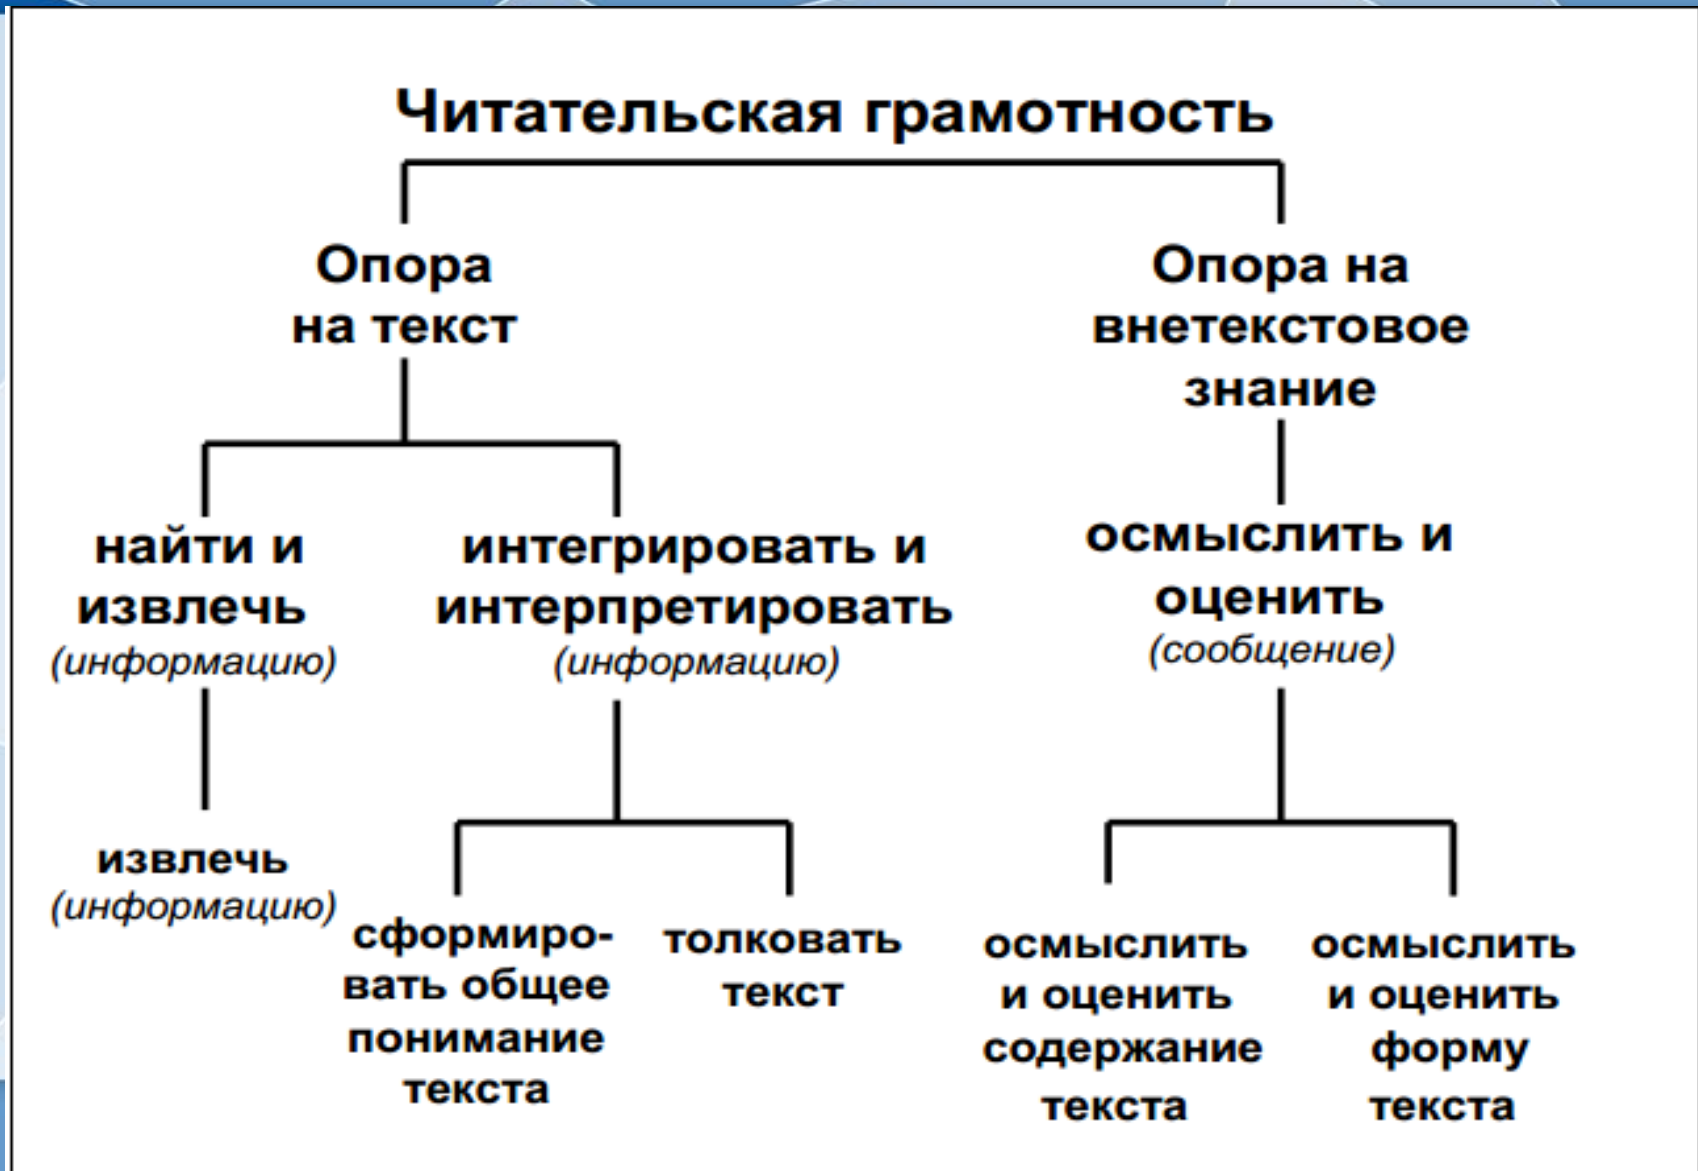 Читательская грамотность
Опора
на текст
Опора на
внетекстовое
знание
найти и
извлечь
(информацию)
интегрировать и
интерпретировать
(информацию)
осмыслить и
оценить
(сообщение)
извлечь
(информацию)
сформиро-
вать общее
понимание
текста
толковать
текст
осмыслить
и оценить
содержание
текста
осмыслить
и оценить
форму
текста